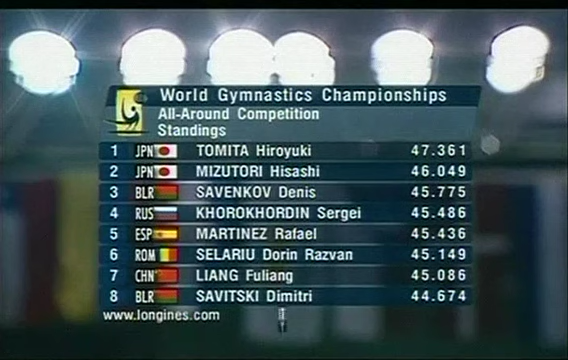 World Gymnastics Championships
All-Around Competition
Standings
1 JPN TOMITA Hiroyuki 47.361
2 JPN MIZUTORI Hisashi 46.049
3 BLR SAVENKOV Denis 45.775
4 RUS KHOROKHORDIN Sergei 45.486
5 ESP MARTINEZ Rafael 45.436
6 ROM SELARIU Dorin Razvan 45.149
7 CHN LIANG Fuliang 45.086
8 BLR SAVITSKI Dimitri 44.674
www.longines.com